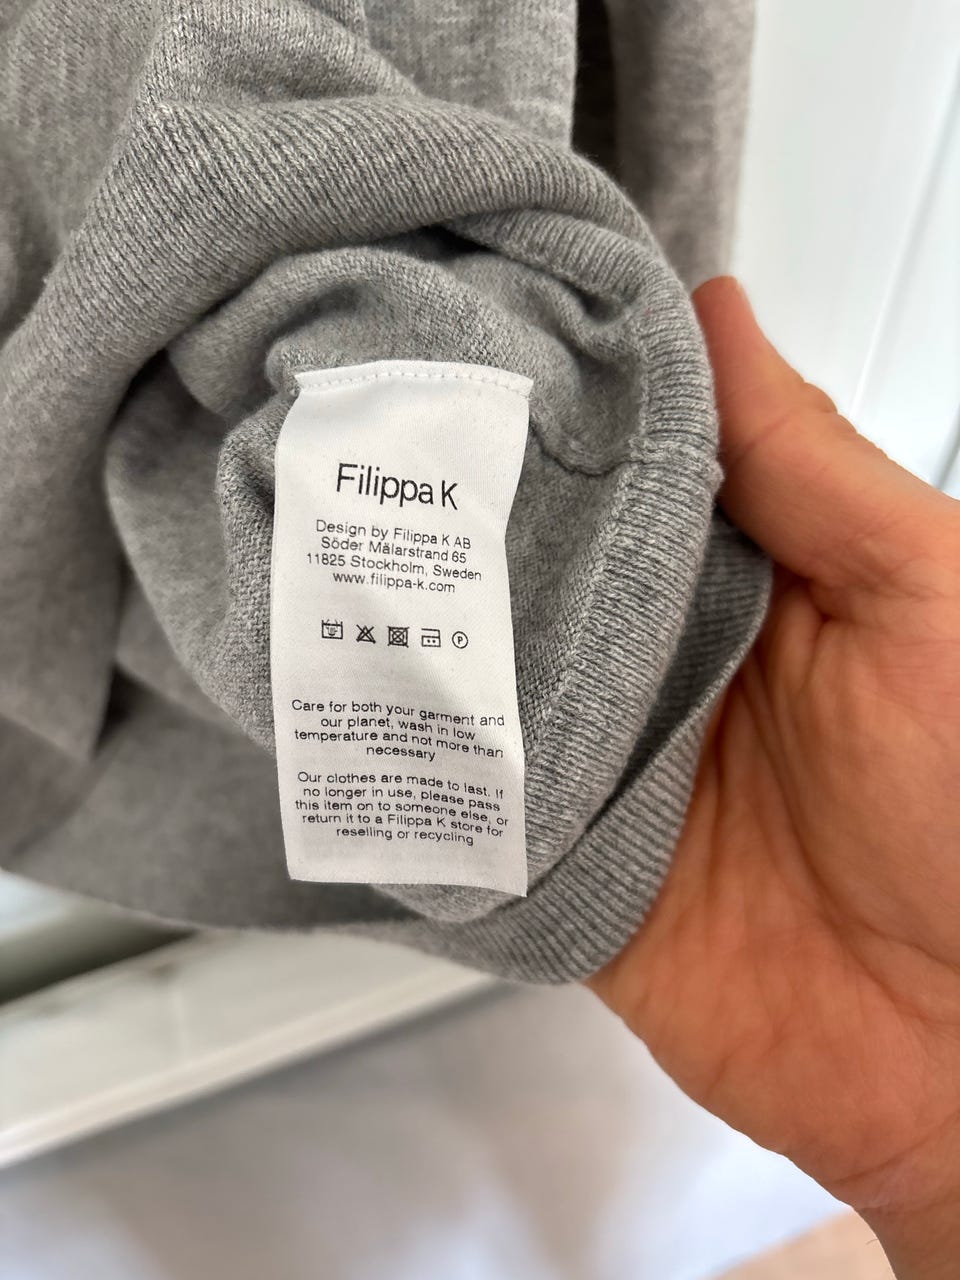 Filippa K
Design by Filippa K AB
Söder Mälarstrand 65
11825 Stockholm, Sweden
www.filippa-k.com
P
Care for both your garment and
our planet, wash in low
temperature and not more than
necessary
Our clothes are made to last. If
no longer in use, please pass
this item on to someone else, or
return it to a Filippa K store for
reselling or recycling